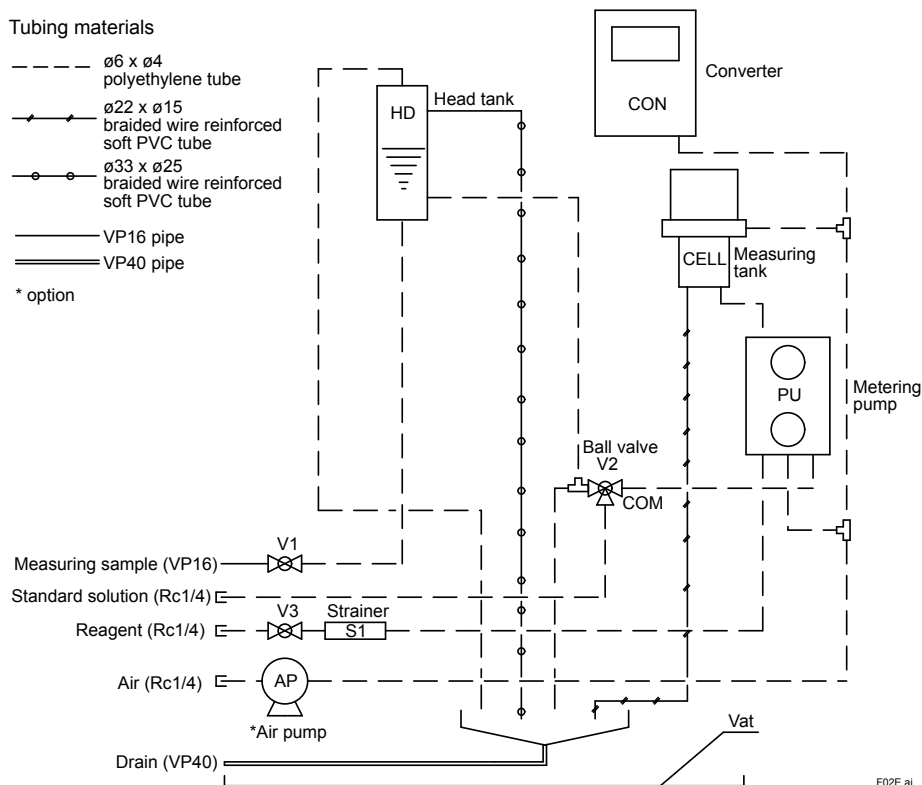 Tubing materials
ø6 x ø4
polyethylene tube
ø22 x ø15
braided wire reinforced
soft PVC tube
ø33 x ø25
braided wire reinforced
soft PVC tube
VP16 pipe
VP40 pipe
* option
HD
Head tank
CON
Converter
CELL
Measuring
tank
PU
Metering
pump
Ball valve
V2
COM
V1
Measuring sample (VP16)
Standard solution (Rc1/4)
V3
Strainer
Reagent (Rc1/4)
S1
Air (Rc1/4)
AP
*Air pump
Drain (VP40)
Vat
F02E.ai